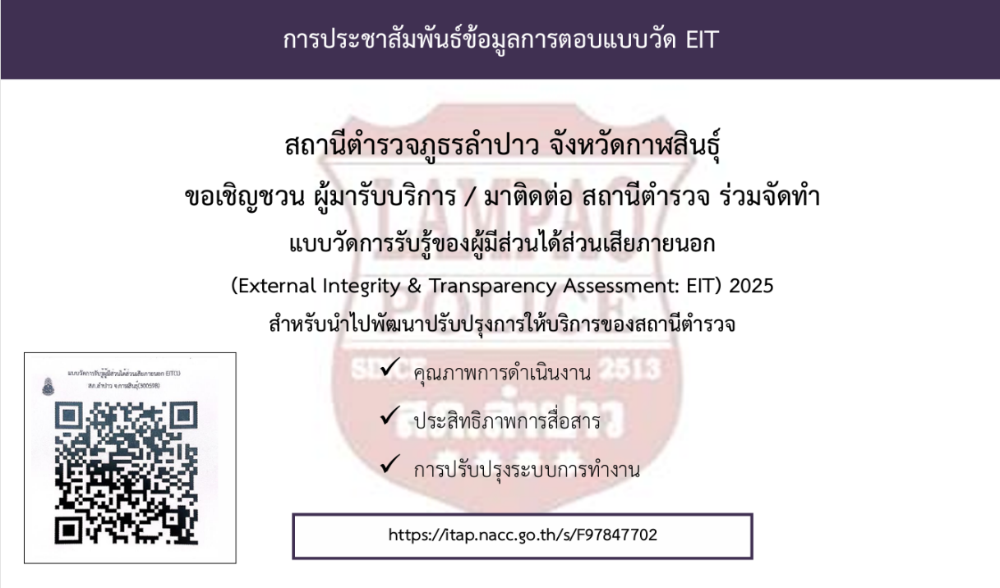 การประชาสัมพันธ์ข้อมูลการตอบแบบวัด EIT
สถานีตำรวจภูธรลำปาว จังหวัดกาฬสินธุ์
ขอเชิญชวน ผู้มารับบริการ / มาติดต่อ สถานีตำรวจ ร่วมจัดทำ
แบบวัดการรับรู้ของผู้มีส่วนได้ส่วนเสียภายนอก
(External Integrity & Transparency Assessment: EIT) 2025
สำหรับนำไปพัฒนาปรับปรุงการให้บริการของสถานีตำรวจ
✓ คุณภาพการดำเนินงาน
✓ ประสิทธิภาพการสื่อสาร
✓ การปรับปรุงระบบการทำงาน
แบบวัดการรับรู้ผู้มีส่วนได้ส่วนเสียภายนอก EIT(1)
สภ.ลำปาว จ.กาฬสินธุ์(300598)
https://itap.nacc.go.th/s/F97847702
LAMPAO
POLICE
SINCE 2513
สภ.ลำปาว